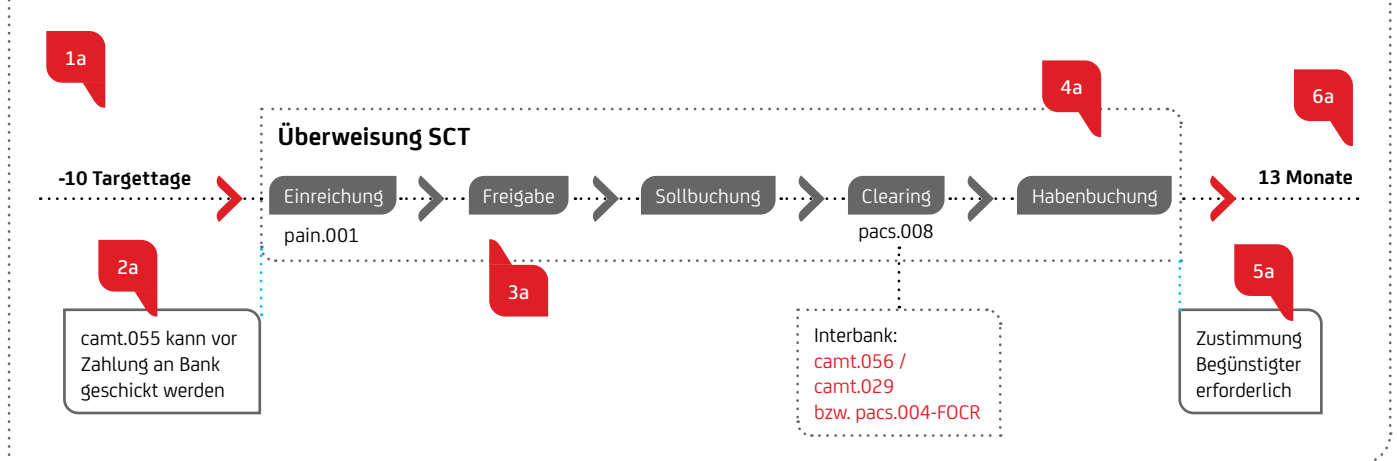 1a
4a
6a
Überweisung SCT
-10 Targettage
13 Monate
Einreichung
Freigabe
Sollbuchung
Clearing
Habenbuchung
pain.001
pacs.008
2a
3a
5a
camt.055 kann vor
Zahlung an Bank
geschickt werden
Interbank:
camt.056 /
camt.029
bzw. pacs.004-FOCR
Zustimmung
Begünstigter
erforderlich